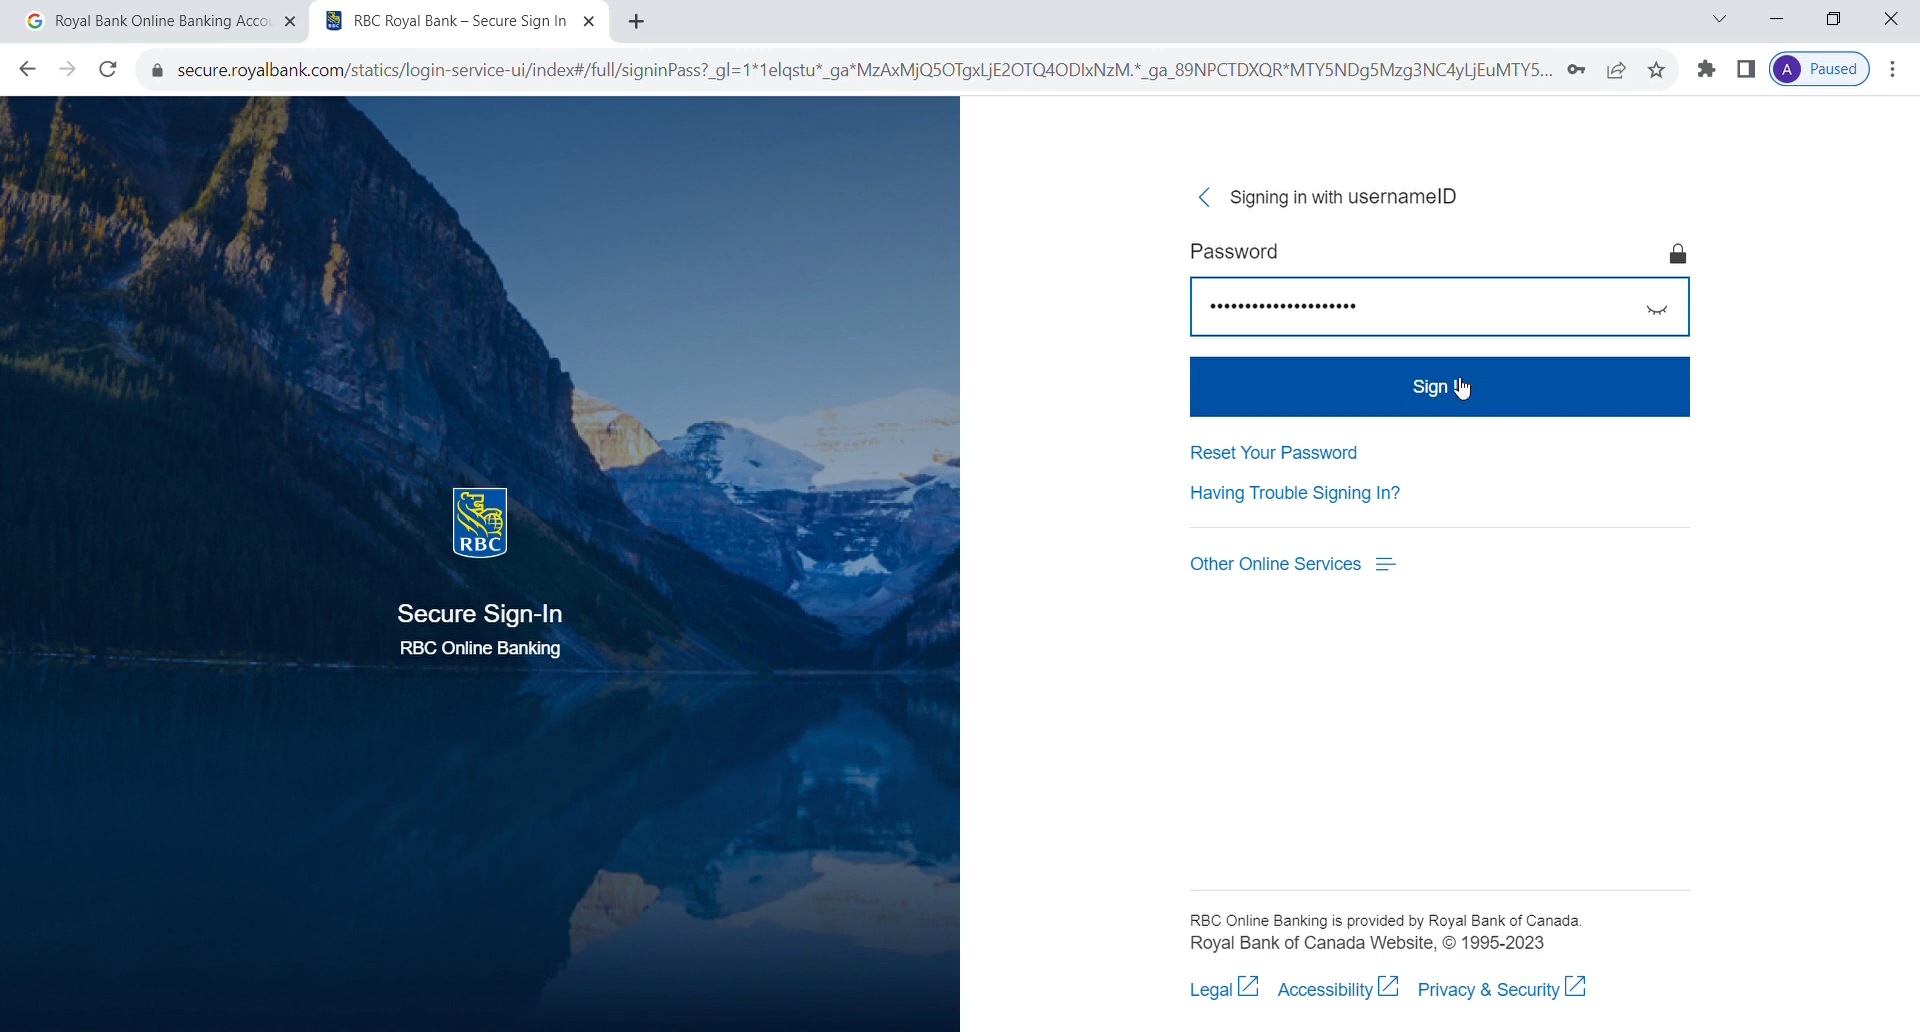 Royal Bank Online Banking Acco
RBC Royal Bank – Secure Sign In
secure.royalbank.com/statics/login-service-ui/index#/full/signinPass?_gl=1*1elqstu*_ga*MzAxMjQ5OTgxLjE2OTQ4ODIxNzM.*_ga_89NPCTDXQR*MTY5NDg5Mzg3NC4yLjEuMTY5...
A Paused
Signing in with usernameID
Password
•••••••••••••••••••••
Sign
Reset Your Password
Having Trouble Signing In?
Other Online Services
RBC
Secure Sign-In
RBC Online Banking
RBC Online Banking is provided by Royal Bank of Canada.
Royal Bank of Canada Website, © 1995-2023
Legal Accessibility Privacy & Security